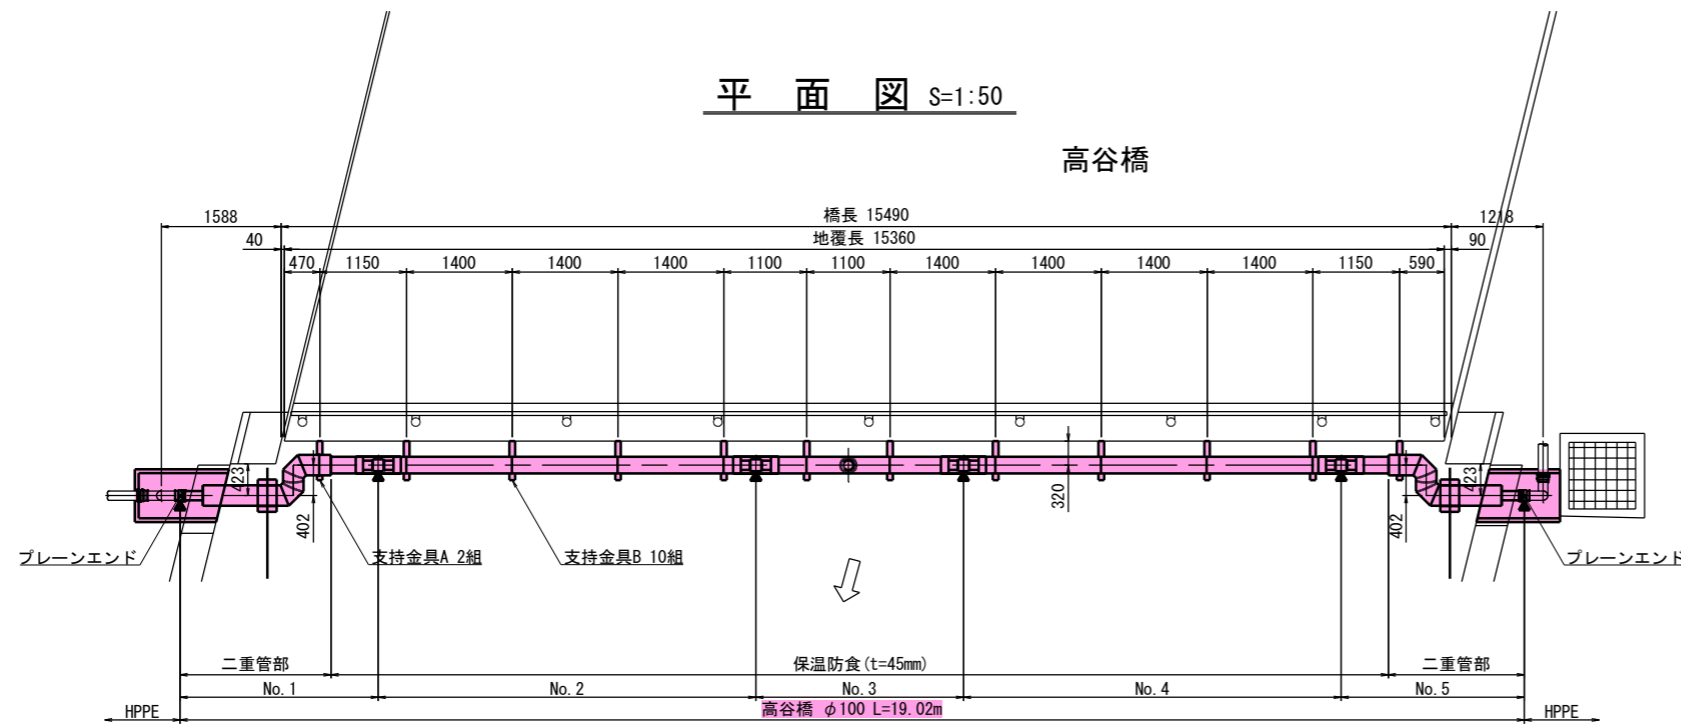 平 面 図 S=1:50
高谷橋
1588 橋長 15490 1218
40 地覆長 15360 90
470 1150 1400 1400 1400 1100 1100 1400 1400 1400 1400 1150 590
423 423
320
402 402
プレーンエンド 支持金具A 2組 支持金具B 10組 プレーンエンド
二重管部 保温防食(t=45mm) 二重管部
No.1 No.2 No.3 No.4 No.5
HPPE 高谷橋 φ100 L=19.02m HPPE